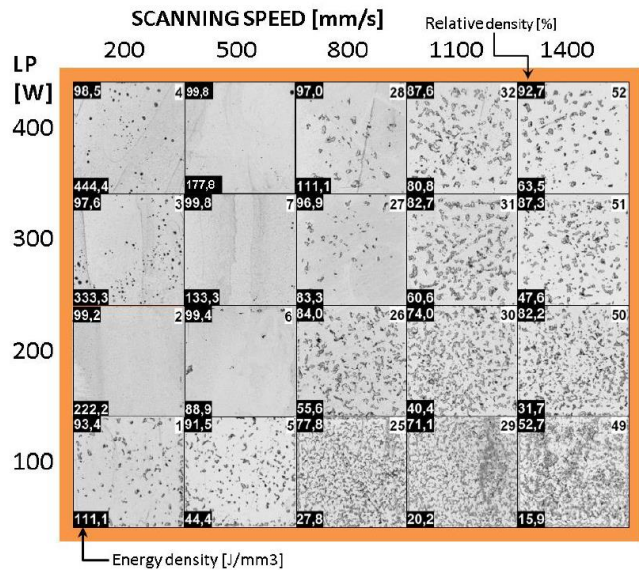 SCANNING SPEED [mm/s]
Relative density [%]
200 500 800 1100 1400
LP
[W]
98,5 4 99,8 97,0 28 87,6 32 92,7 52
400
444,4 177,8 111,1 80,8 63,5
97,6 3 99,8 7 96,9 27 82,7 31 87,3 51
300
333,3 133,3 83,3 60,6 47,6
99,2 2 99,4 6 84,0 26 74,0 30 82,2 50
200
222,2 88,9 55,6 40,4 31,7
93,4 1 91,5 5 77,8 25 71,1 29 52,7 49
100
111,1 44,4 27,8 20,2 15,9
Energy density [J/mm3]